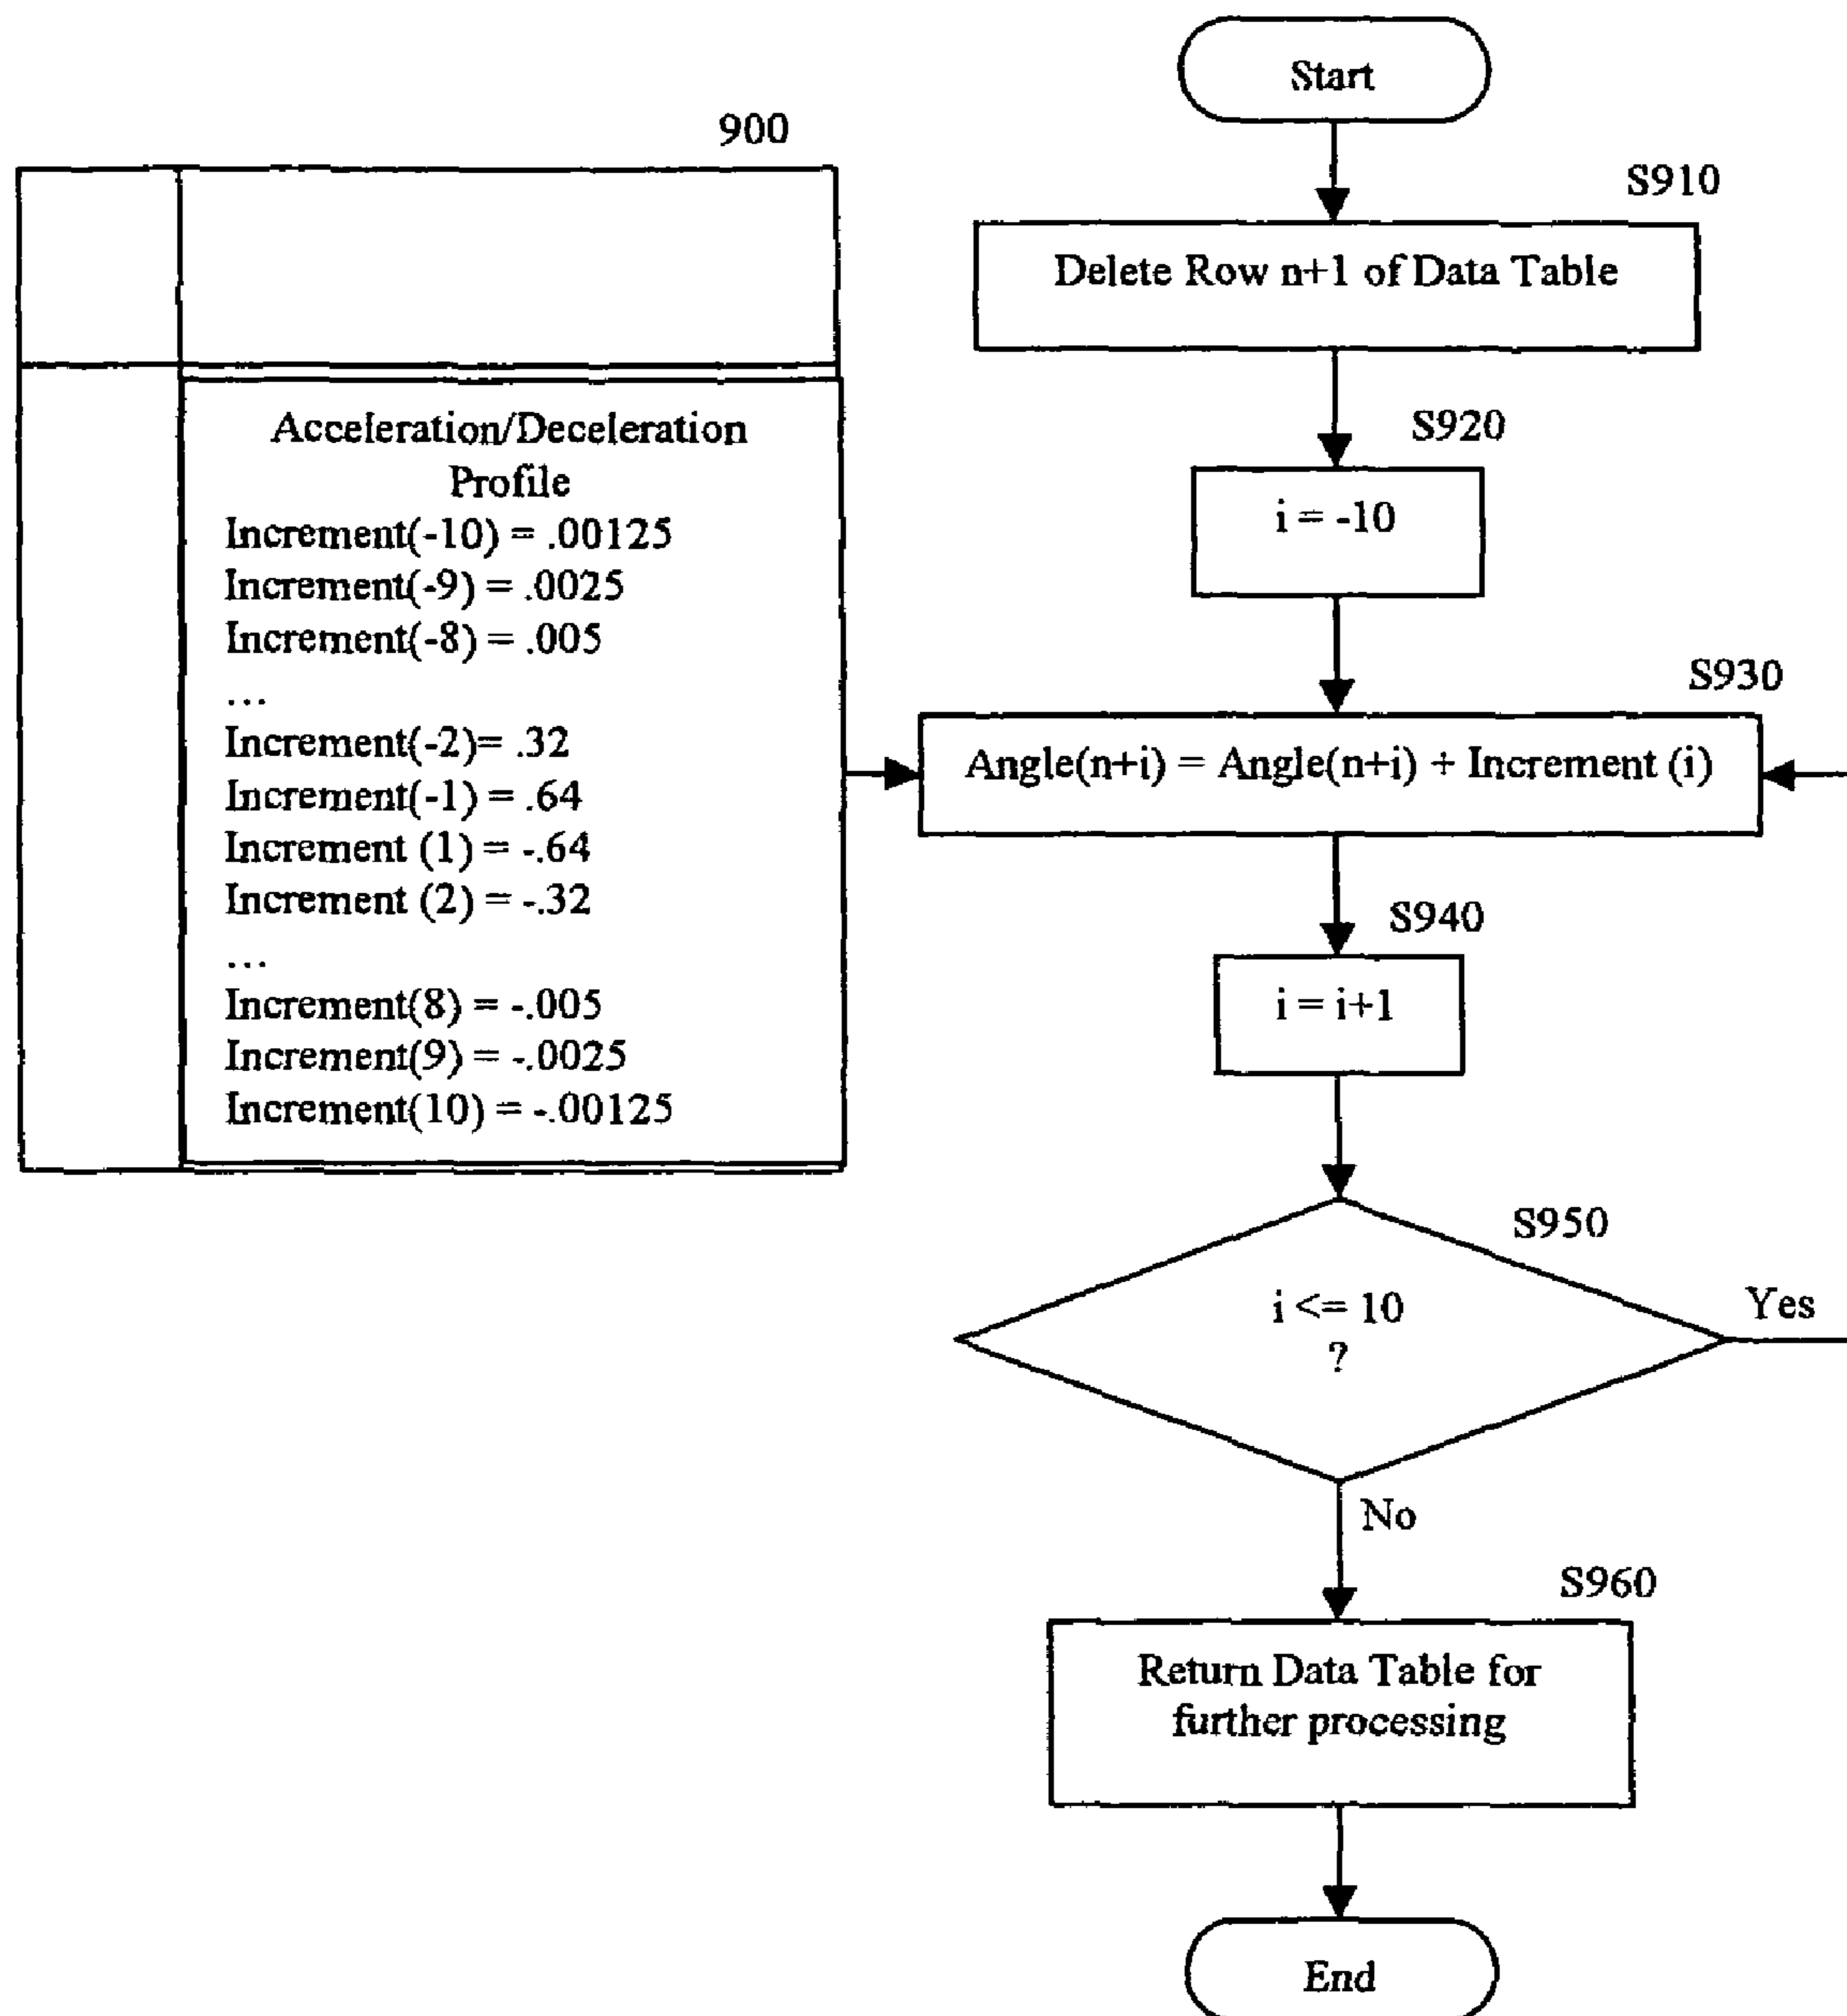 900
Acceleration/Deceleration
Profile
Increment(-10) = .00125
Increment(-9) = .0025
Increment(-8) = .005
...
Increment(-2)= .32
Increment(-1) = .64
Increment (1) = -.64
Increment (2) = -.32
...
Increment(8) = -.005
Increment(9) = -.0025
Increment(10) = -.00125
Start
S910
Delete Row n+1 of Data Table
S920
i = -10
S930
Angle(n+i) = Angle(n+i) + Increment (i)
S940
i = i+1
S950
i <= 10
?
Yes
No
S960
Return Data Table for
further processing
End